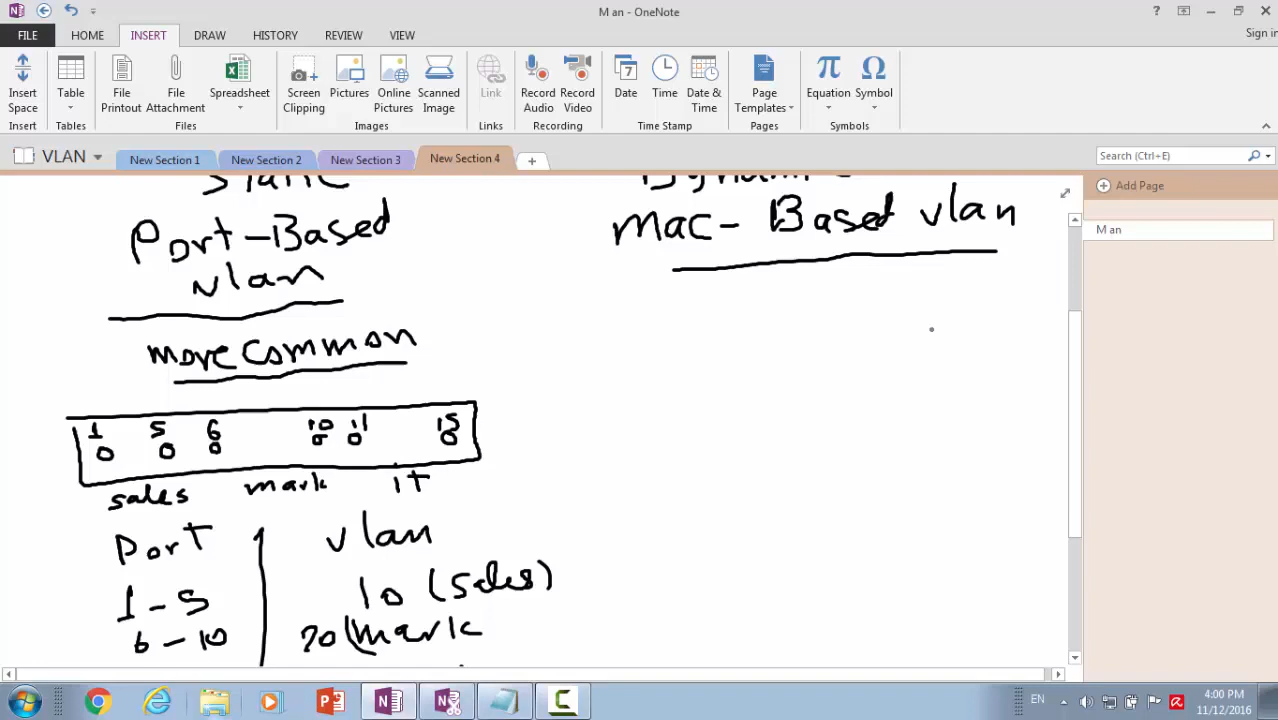 M an - OneNote
FILE HOME INSERT DRAW HISTORY REVIEW VIEW
Sign in
Insert Space
Table
File Printout
File Attachment
Spreadsheet
Screen Clipping
Pictures
Online Pictures
Scanned Image
Link
Record Audio
Record Video
Date
Time
Date & Time
Page Templates
Equation
Symbol
Insert Tables Files Images Links Recording Time Stamp Pages Symbols
VLAN New Section 1 New Section 2 New Section 3 New Section 4
Search (Ctrl+E)
Add Page
M an
Static
Port-Based
vlan
more common
1 5 6 10 11 15
sales mark it
Port vlan
1 - 5 10 (sales)
6 - 10 20 (mark
Dynami
mac- Based vlan
EN
4:00 PM
11/12/2016